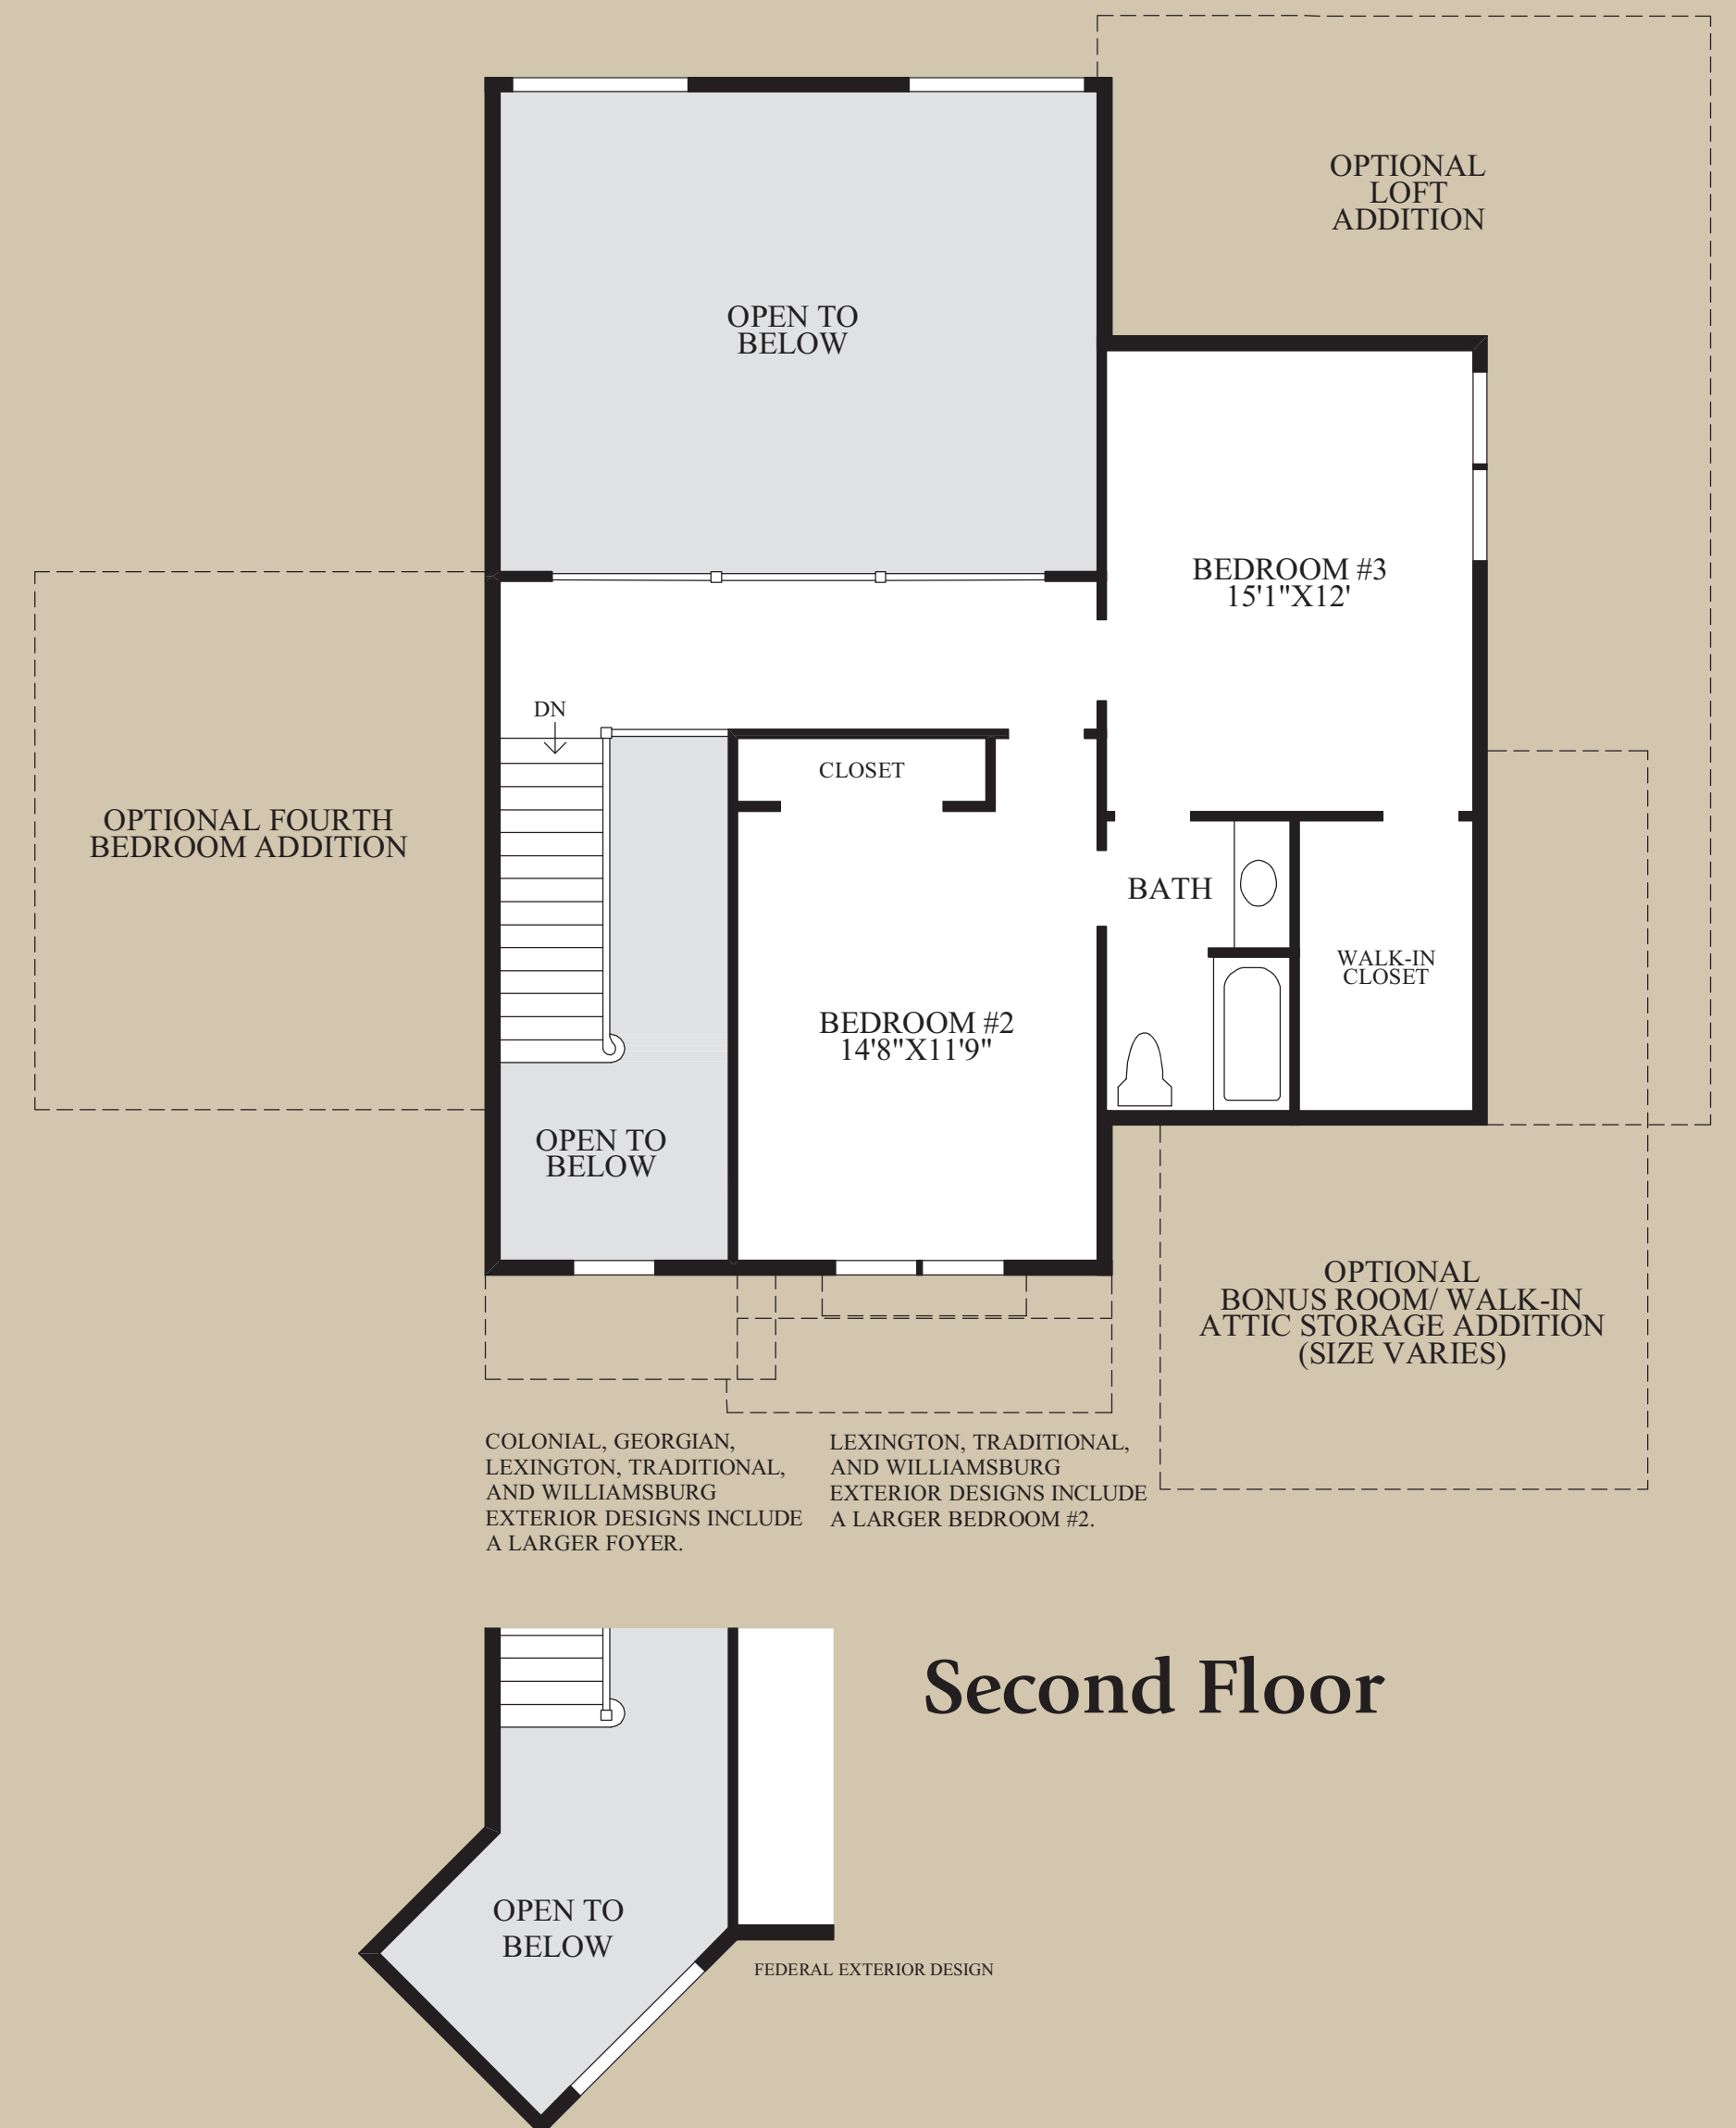 OPTIONAL
LOFT
ADDITION
OPEN TO
BELOW
BEDROOM #3
15'1"X12'
DN
CLOSET
OPTIONAL FOURTH
BEDROOM ADDITION
BATH
WALK-IN
CLOSET
BEDROOM #2
14'8"X11'9"
OPEN TO
BELOW
OPTIONAL
BONUS ROOM/ WALK-IN
ATTIC STORAGE ADDITION
(SIZE VARIES)
COLONIAL, GEORGIAN,
LEXINGTON, TRADITIONAL,
AND WILLIAMSBURG
EXTERIOR DESIGNS INCLUDE
A LARGER FOYER.
LEXINGTON, TRADITIONAL,
AND WILLIAMSBURG
EXTERIOR DESIGNS INCLUDE
A LARGER BEDROOM #2.
Second Floor
OPEN TO
BELOW
FEDERAL EXTERIOR DESIGN